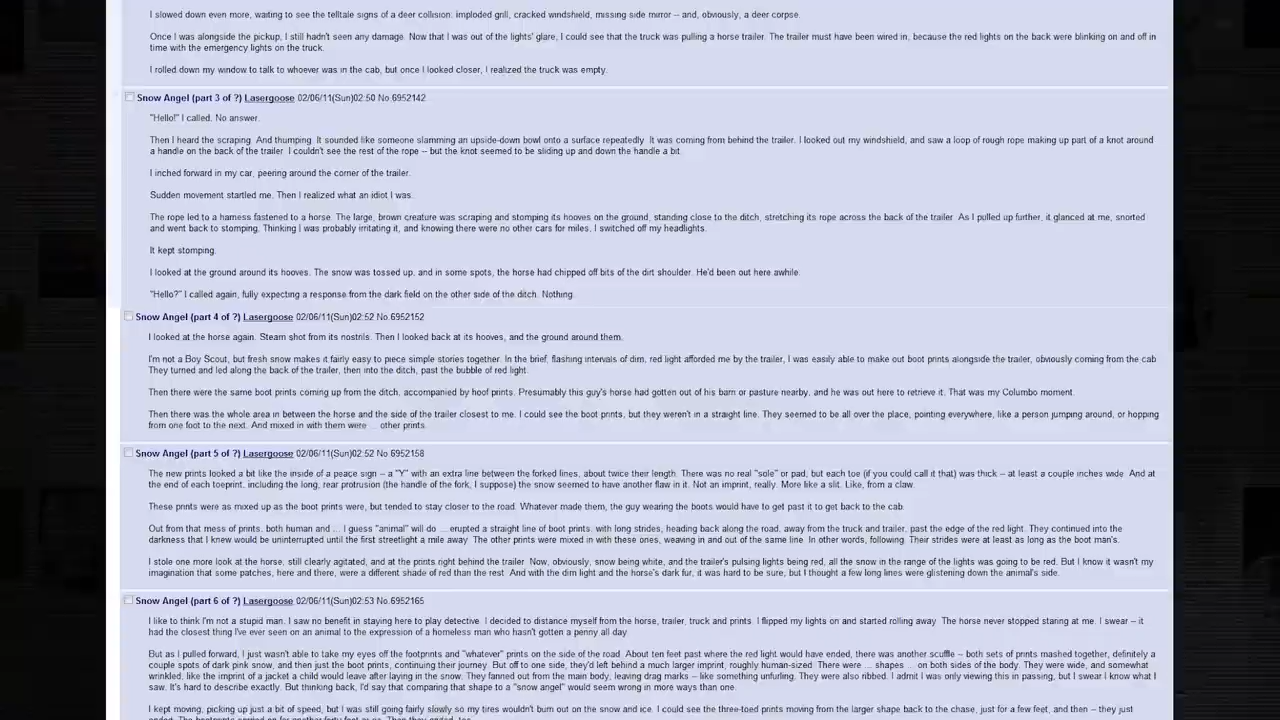 I slowed down even more, waiting to see the telltale signs of a deer collision: imploded grill, cracked windshield, missing side mirror -- and, obviously, a deer corpse.
Once I was alongside the pickup, I still hadn't seen any damage. Now that I was out of the lights' glare, I could see that the truck was pulling a horse trailer. The trailer must have been wired in, because the red lights on the back were blinking on and off in
time with the emergency lights on the truck.
I rolled down my window to talk to whoever was in the cab, but once I looked closer, I realized the truck was empty.
Snow Angel (part 3 of ?) Lasergoose 02/06/11(Sun)02:50 No.6952142
"Hello!" I called. No answer.
Then I heard the scraping. And thumping. It sounded like someone slamming an upside-down bowl onto a surface repeatedly. It was coming from behind the trailer. I looked out my windshield, and saw a loop of rough rope making up part of a knot around
a handle on the back of the trailer. I couldn't see the rest of the rope -- but the knot seemed to be sliding up and down the handle a bit.
I inched forward in my car, peering around the corner of the trailer.
Sudden movement startled me. Then I realized what an idiot I was.
The rope led to a harness fastened to a horse. The large, brown creature was scraping and stomping its hooves on the ground, standing close to the ditch, stretching its rope across the back of the trailer. As I pulled up further, it glanced at me, snorted
and went back to stomping. Thinking I was probably irritating it, and knowing there were no other cars for miles, I switched off my headlights.
It kept stomping.
I looked at the ground around its hooves. The snow was tossed up, and in some spots, the horse had chipped off bits of the dirt shoulder. He'd been out here awhile.
"Hello?" I called again, fully expecting a response from the dark field on the other side of the ditch. Nothing.
Snow Angel (part 4 of ?) Lasergoose 02/06/11(Sun)02:52 No.6952152
I looked at the horse again. Steam shot from its nostrils. Then I looked back at its hooves, and the ground around them.
I'm not a Boy Scout, but fresh snow makes it fairly easy to piece simple stories together. In the brief, flashing intervals of dim, red light afforded me by the trailer, I was easily able to make out boot prints alongside the trailer, obviously coming from the cab
They turned and led along the back of the trailer, then into the ditch, past the bubble of red light.
Then there were the same boot prints coming up from the ditch, accompanied by hoof prints. Presumably this guy's horse had gotten out of his barn or pasture nearby, and he was out here to retrieve it. That was my Columbo moment.
Then there was the whole area in between the horse and the side of the trailer closest to me. I could see the boot prints, but they weren't in a straight line. They seemed to be all over the place, pointing everywhere, like a person jumping around, or hopping
from one foot to the next. And mixed in with them were ... other prints.
Snow Angel (part 5 of ?) Lasergoose 02/06/11(Sun)02:52 No.6952158
The new prints looked a bit like the inside of a peace sign -- a "Y" with an extra line between the forked lines, about twice their length. There was no real "sole" or pad, but each toe (if you could call it that) was thick -- at least a couple inches wide. And at
the end of each toeprint, including the long, rear protrusion (the handle of the fork, I suppose) the snow seemed to have another flaw in it. Not an imprint, really. More like a slit. Like, from a claw.
These prints were as mixed up as the boot prints were, but tended to stay closer to the road. Whatever made them, the guy wearing the boots would have to get past it to get back to the cab.
Out from that mess of prints, both human and ... I guess "animal" will do ... erupted a straight line of boot prints, with long strides, heading back along the road, away from the truck and trailer, past the edge of the red light. They continued into the
darkness that I knew would be uninterrupted until the first streetlight a mile away. The other prints were mixed in with these ones, weaving in and out of the same line. In other words, following. Their strides were at least as long as the boot man's.
I stole one more look at the horse, still clearly agitated, and at the prints right behind the trailer. Now, obviously, snow being white, and the trailer's pulsing lights being red, all the snow in the range of the lights was going to be red. But I know it wasn't my
imagination that some patches, here and there, were a different shade of red than the rest. And with the dim light and the horse's dark fur, it was hard to be sure, but I thought a few long lines were glistening down the animal's side.
Snow Angel (part 6 of ?) Lasergoose 02/06/11(Sun)02:53 No.6952165
I like to think I'm not a stupid man. I saw no benefit in staying here to play detective. I decided to distance myself from the horse, trailer, truck and prints. I flipped my lights on and started rolling away. The horse never stopped staring at me. I swear -- it
had the closest thing I've ever seen on an animal to the expression of a homeless man who hasn't gotten a penny all day
But as I pulled forward, I just wasn't able to take my eyes off the footprints and "whatever" prints on the side of the road. About ten feet past where the red light would have ended, there was another scuffle -- both sets of prints mashed together, definitely a
couple spots of dark pink snow, and then just the boot prints, continuing their journey. But off to one side, they'd left behind a much larger imprint, roughly human-sized. There were ... shapes ... on both sides of the body. They were wide, and somewhat
wrinkled, like the imprint of a jacket a child would leave after laying in the snow. They fanned out from the main body, leaving drag marks -- like something unfurling. They were also ribbed. I admit I was only viewing this in passing, but I swear I know what I
saw. It's hard to describe exactly. But thinking back, I'd say that comparing that shape to a "snow angel" would seem wrong in more ways than one.
I kept moving, picking up just a bit of speed, but I was still going fairly slowly so my tires wouldn't burn out on the snow and ice. I could see the three-toed prints moving from the larger shape back to the chase, just for a few feet, and then -- they just